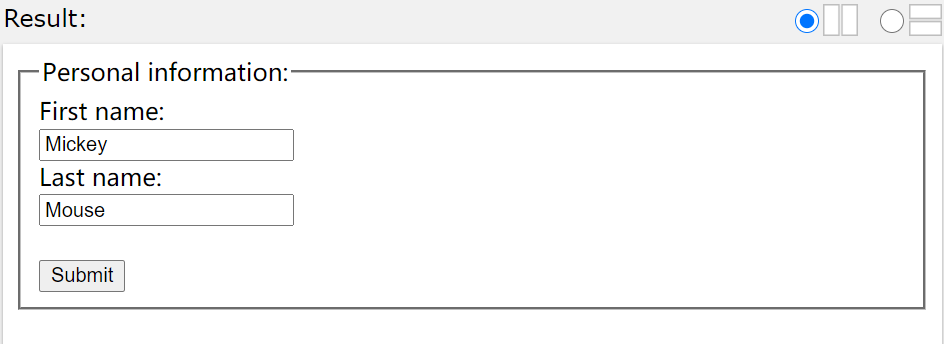 Result:
Personal information:
First name:
Mickey
Last name:
Mouse
Submit